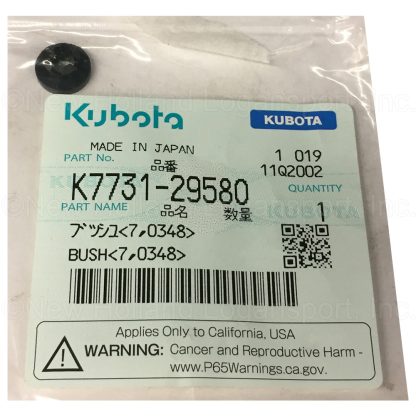 Kubota KUBOTA
MADE IN JAPAN 1 019
PART No. 品番 11Q2002
K7731-29580 QUANTITY
PART NAME 品名 数量 1
ブッシュ<7,0348>
BUSH<7,0348>
Applies Only to California, USA
WARNING: Cancer and Reproductive Harm -
www.P65Warnings.ca.gov.